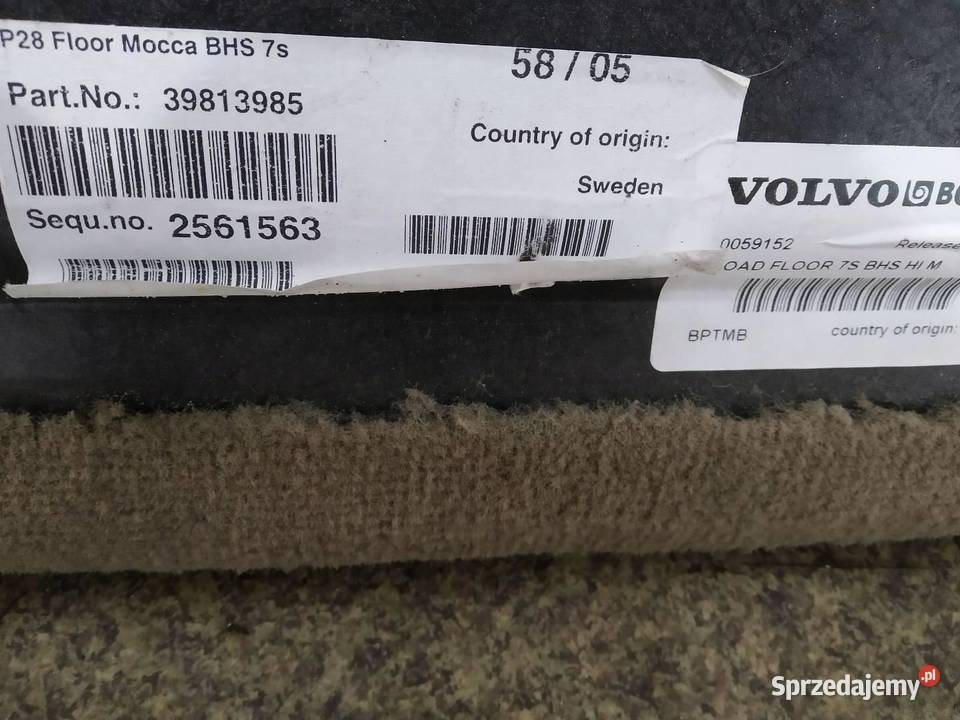 P28 Floor Mocca BHS 7s
58 / 05
Part.No.: 39813985
Country of origin:
Sweden
Sequ.no. 2561563
VOLVO
0059152 Release
OAD FLOOR 7S BHS HI M
BPTMB country of origin:
Sprzedajemy.pl